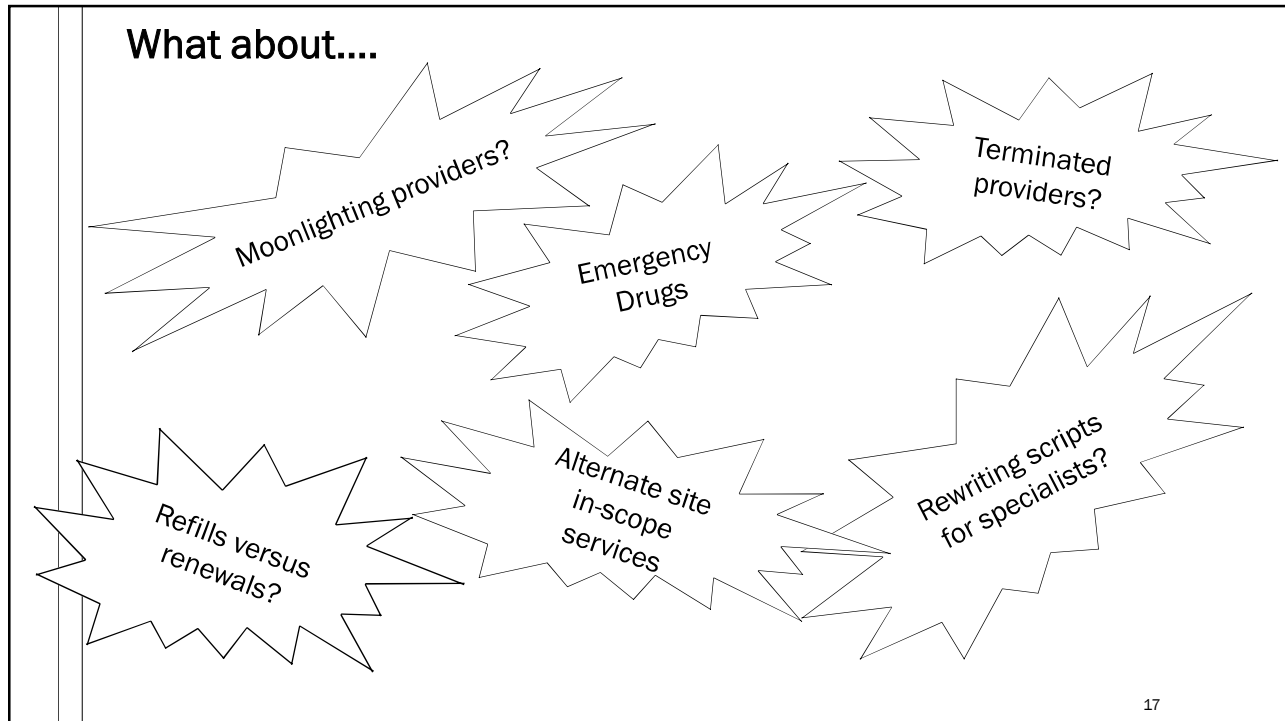 What about....
Moonlighting providers?
Emergency
Drugs
Terminated
providers?
Refills versus
renewals?
Alternate site
in-scope
services
Rewriting scripts
for specialists?
17